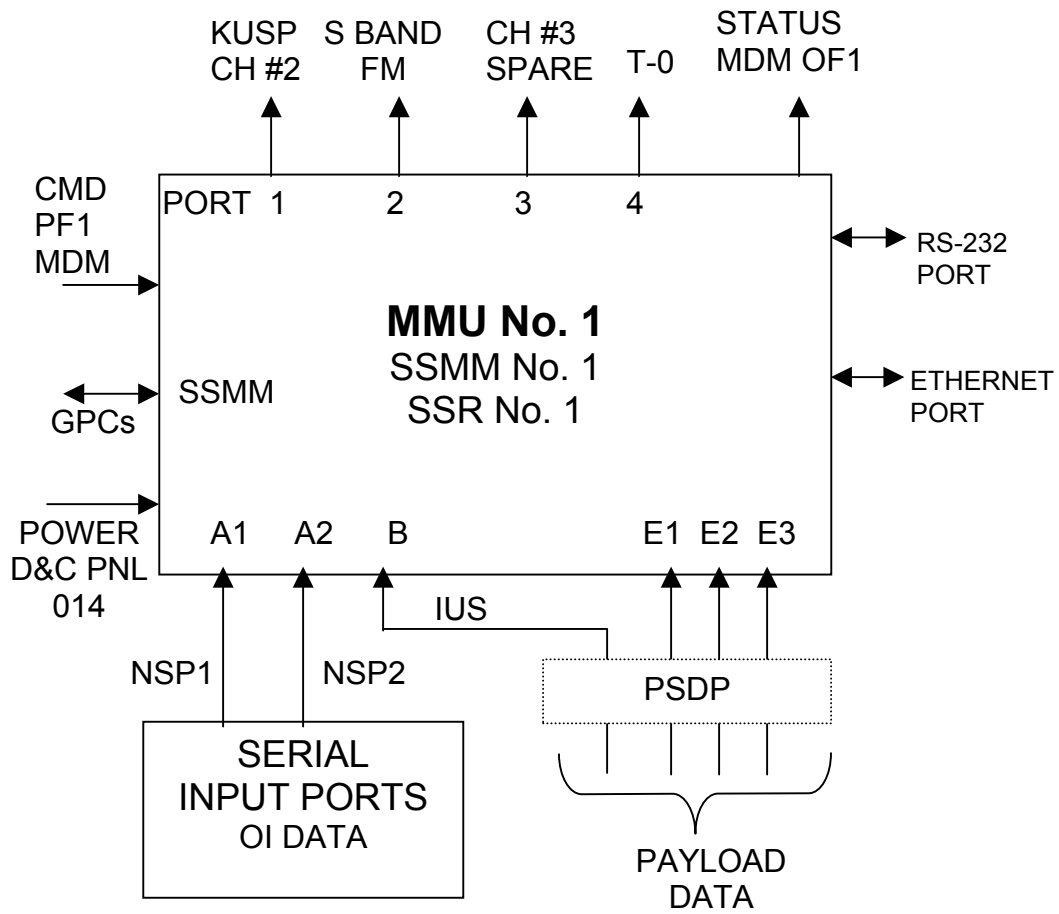 KUSP
CH #2
S BAND
FM
CH #3
SPARE
T-0
STATUS
MDM OF1
CMD
PF1
MDM
PORT 1 2 3 4
RS-232
PORT
MMU No. 1
SSMM No. 1
SSR No. 1
SSMM
GPCs
ETHERNET
PORT
POWER
D&C PNL
014
A1 A2 B E1 E2 E3
IUS
NSP1
NSP2
PSDP
SERIAL
INPUT PORTS
OI DATA
PAYLOAD
DATA